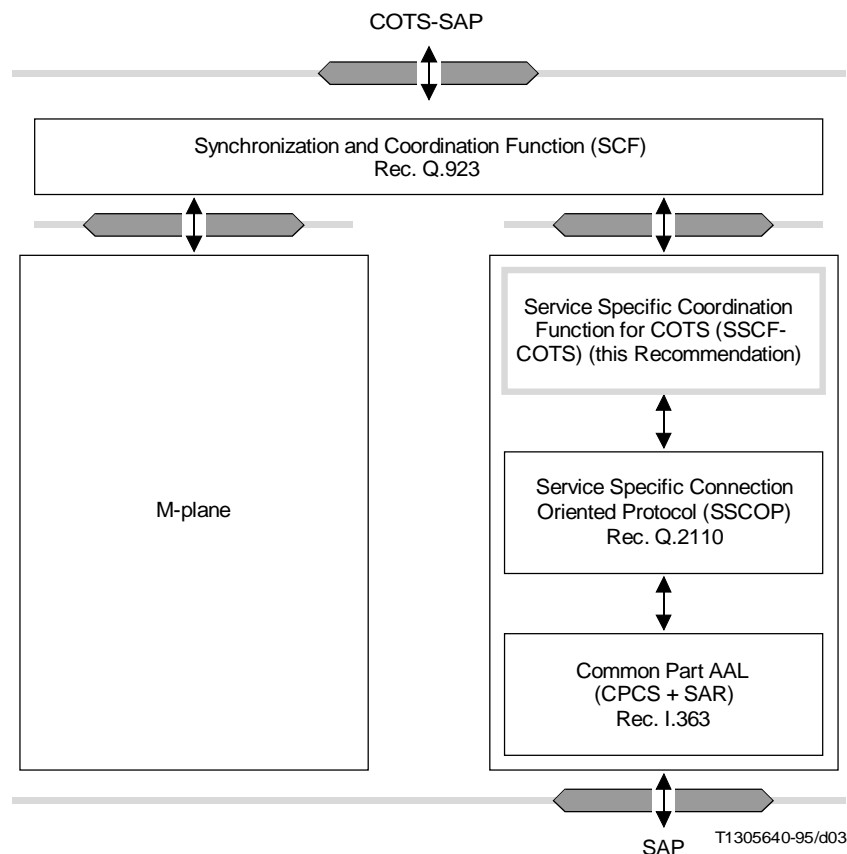 COTS-SAP
Synchronization and Coordination Function (SCF)
Rec. Q.923
Service Specific Coordination
Function for COTS (SSCF-
COTS) (this Recommendation)
M-plane
Service Specific Connection
Oriented Protocol (SSCOP)
Rec. Q.2110
Common Part AAL
(CPCS + SAR)
Rec. I.363
SAP
T1305640-95/d03